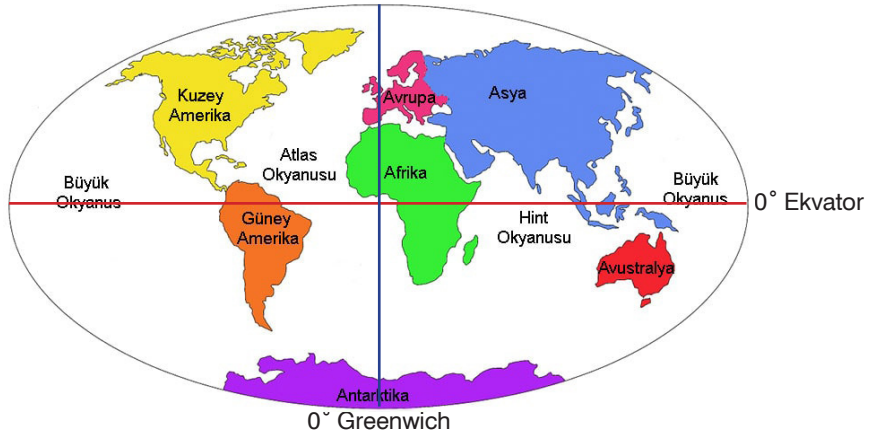 Kuzey
Amerika
Avrupa
Asya
Atlas
Okyanusu
Afrika
Büyük
Okyanus
Büyük
Okyanus
0° Ekvator
Güney
Amerika
Hint
Okyanusu
Avustralya
Antarktika
0˘ Greenwich